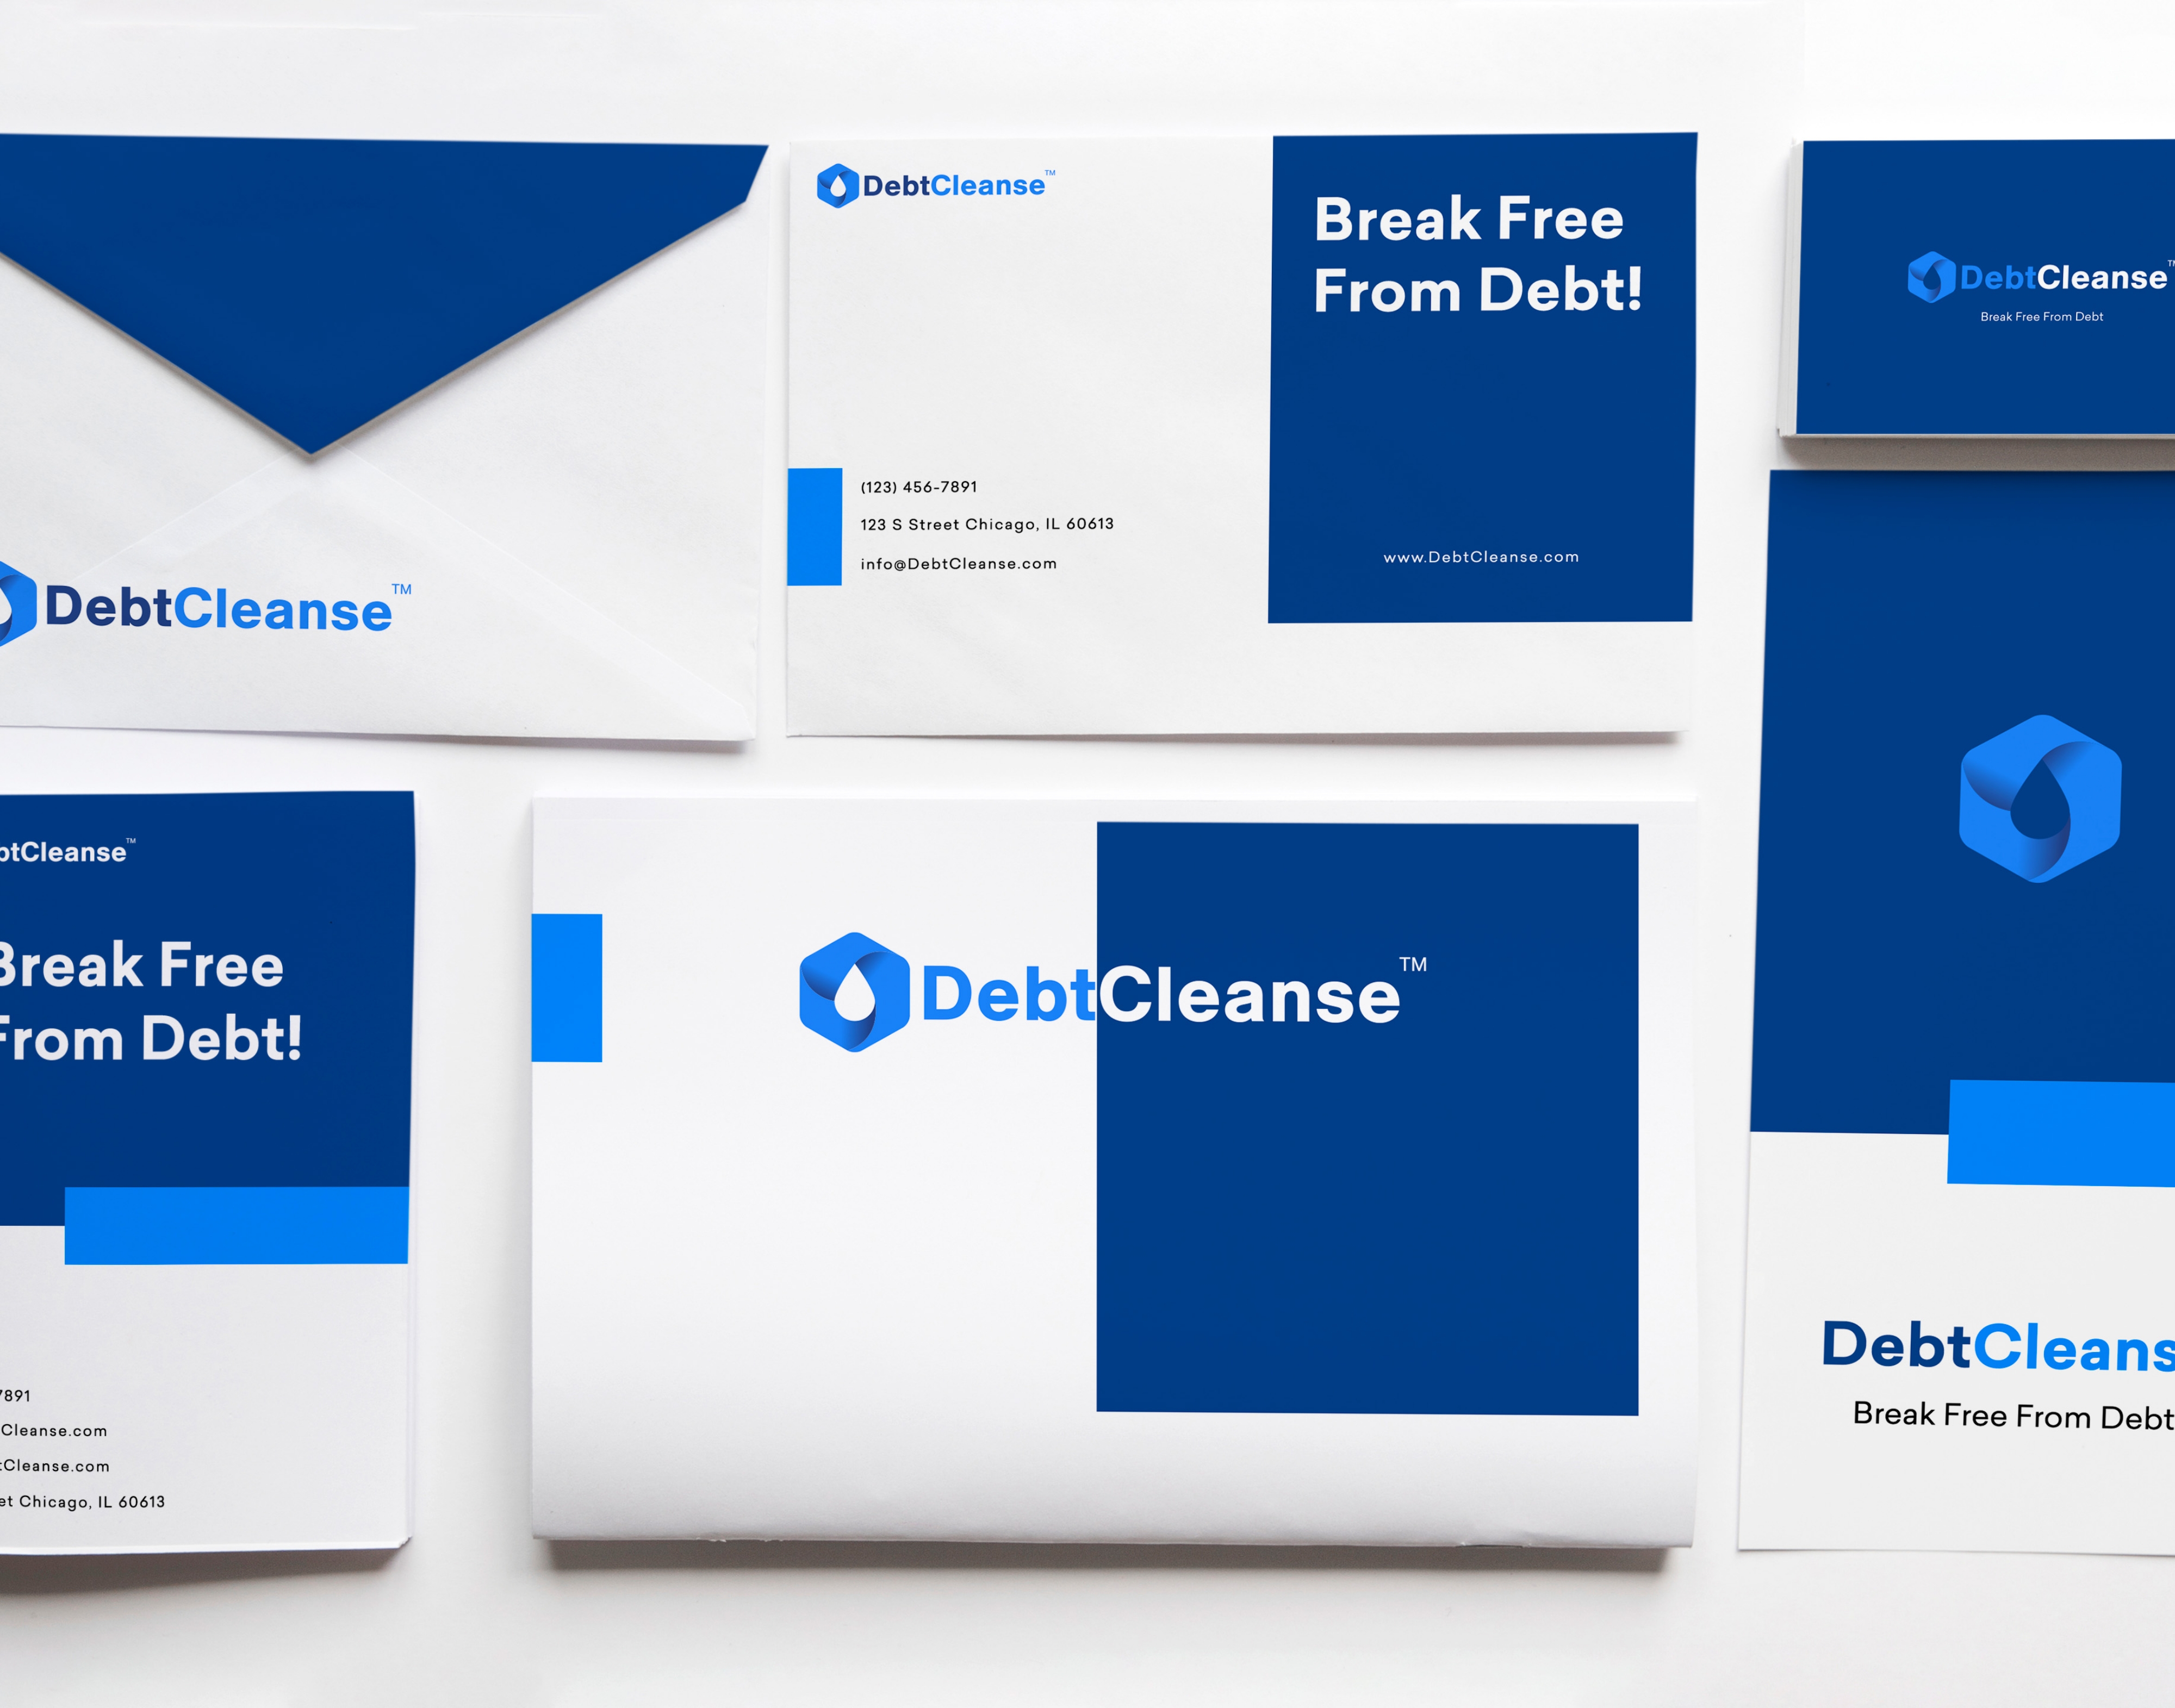 DebtCleanse™
Break Free
From Debt!
(123) 456-7891
123 S Street Chicago, IL 60613
info@DebtCleanse.com
www.DebtCleanse.com
DebtCleanse™
Break Free From Debt
DebtCleanse™
btCleanse™
Break Free
From Debt!
7891
Cleanse.com
tCleanse.com
et Chicago, IL 60613
DebtCleanse™
DebtCleans
Break Free From Debt